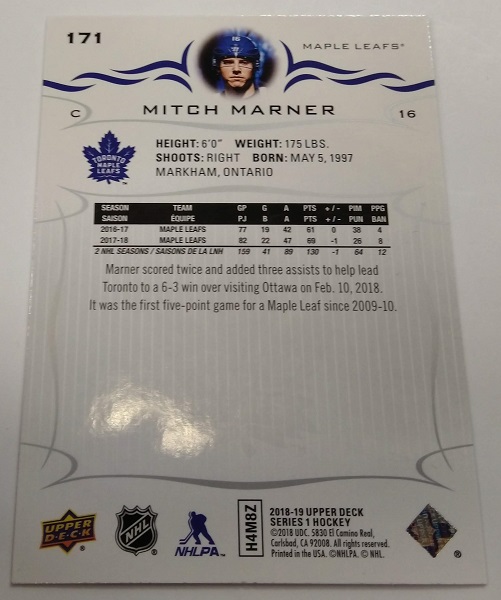 171
MAPLE LEAFS®
C
MITCH MARNER
16
TORONTO
MAPLE
LEAFS
HEIGHT: 6'0" WEIGHT: 175 LBS.
SHOOTS: RIGHT BORN: MAY 5, 1997
MARKHAM, ONTARIO
SEASON TEAM GP G A PTS +/- PIM PPG
SAISON ÉQUIPE PJ B A PTS +/- PUN BAN
2016-17 MAPLE LEAFS 77 19 42 61 0 38 4
2017-18 MAPLE LEAFS 82 22 47 69 -1 26 8
2 NHL SEASONS / SAISONS DE LA LNH 159 41 89 130 -1 64 12
Marner scored twice and added three assists to help lead
Toronto to a 6-3 win over visiting Ottawa on Feb. 10, 2018.
It was the first five-point game for a Maple Leaf since 2009-10.
UPPER
DECK
®
NHL
®
NHLPA
H4M8Z
2018-19 UPPER DECK
SERIES 1 HOCKEY
©2018 UDC. 5830 El Camino Real,
Carlsbad, CA 92008. All rights reserved.
Printed in the USA. ©NHLPA. © NHL.
®